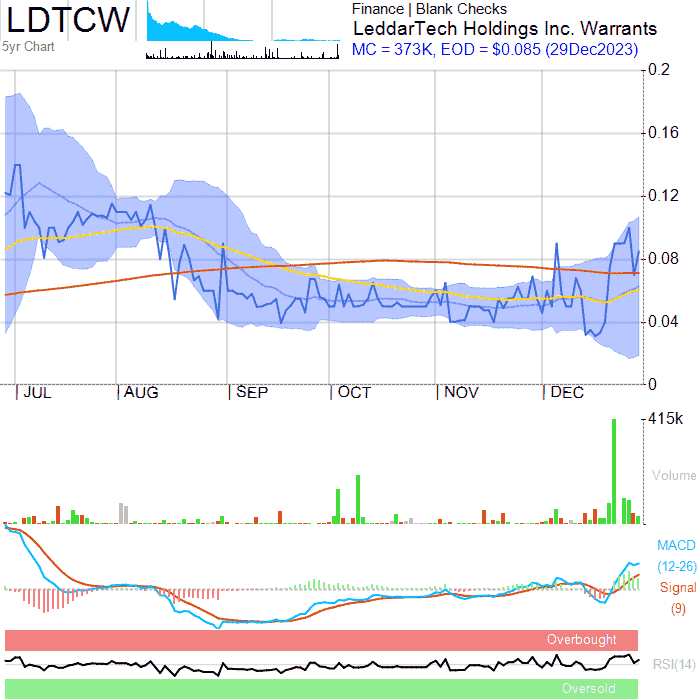 LDTCW
5yr Chart
Finance | Blank Checks
LeddarTech Holdings Inc. Warrants
MC = 373K, EOD = $0.085 (29Dec2023)
0.2
0.16
0.12
0.08
0.04
0
JUL
AUG
SEP
OCT
NOV
DEC
415k
Volume
MACD
(12-26)
Signal
(9)
Overbought
RSI(14)
Oversold